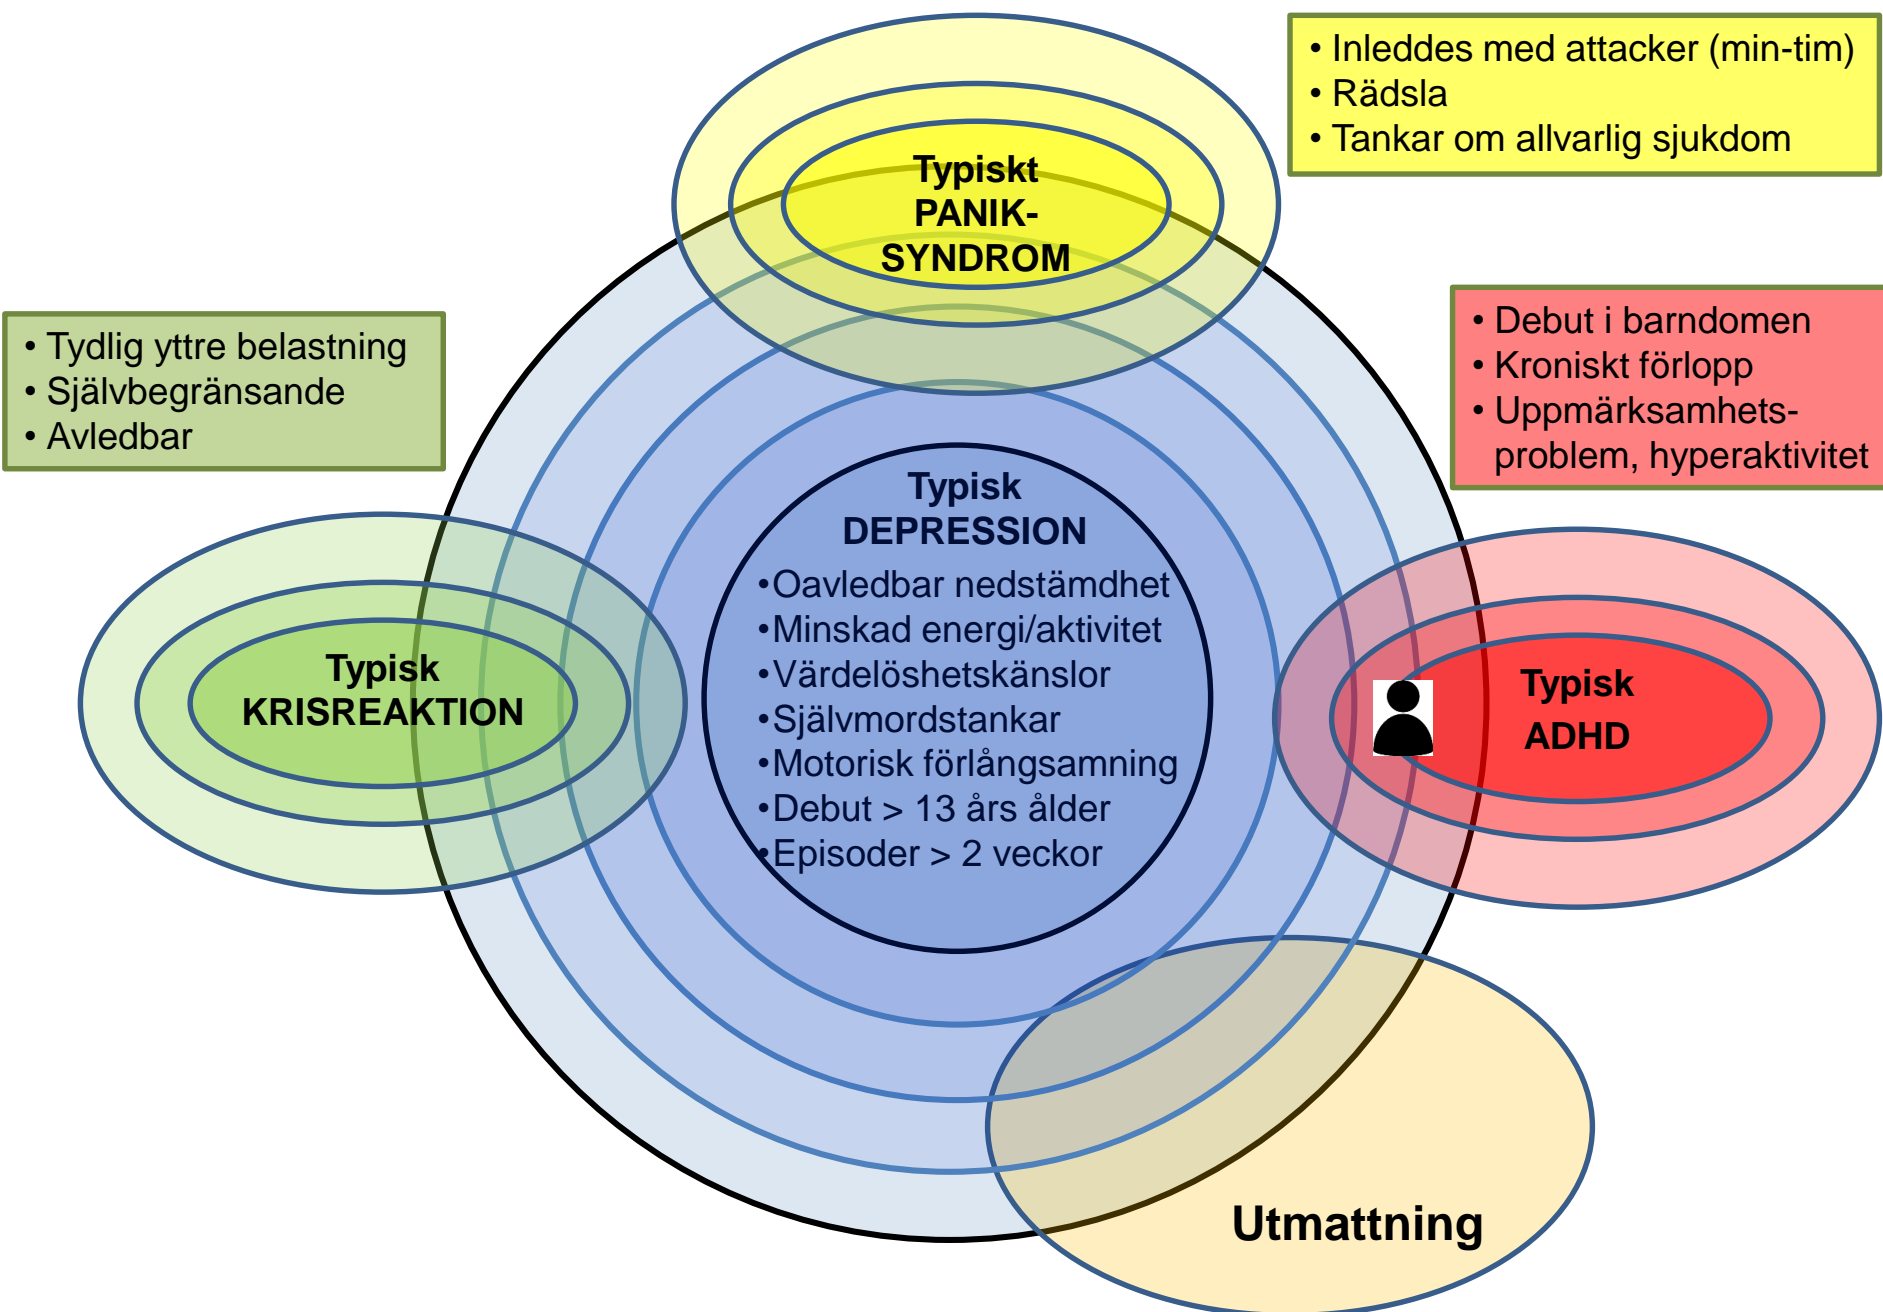 • Inleddes med attacker (min-tim)
• Rädsla
• Tankar om allvarlig sjukdom
Typiskt
PANIK-
SYNDROM
• Tydlig yttre belastning
• Självbegränsande
• Avledbar
• Debut i barndomen
• Kroniskt förlopp
• Uppmärksamhets-
problem, hyperaktivitet
Typisk
DEPRESSION
•Oavledbar nedstämdhet
•Minskad energi/aktivitet
•Värdelöshetskänslor
•Självmordstankar
•Motorisk förlångsamning
•Debut > 13 års ålder
•Episoder > 2 veckor
Typisk
KRISREAKTION
Typisk
ADHD
Utmattning